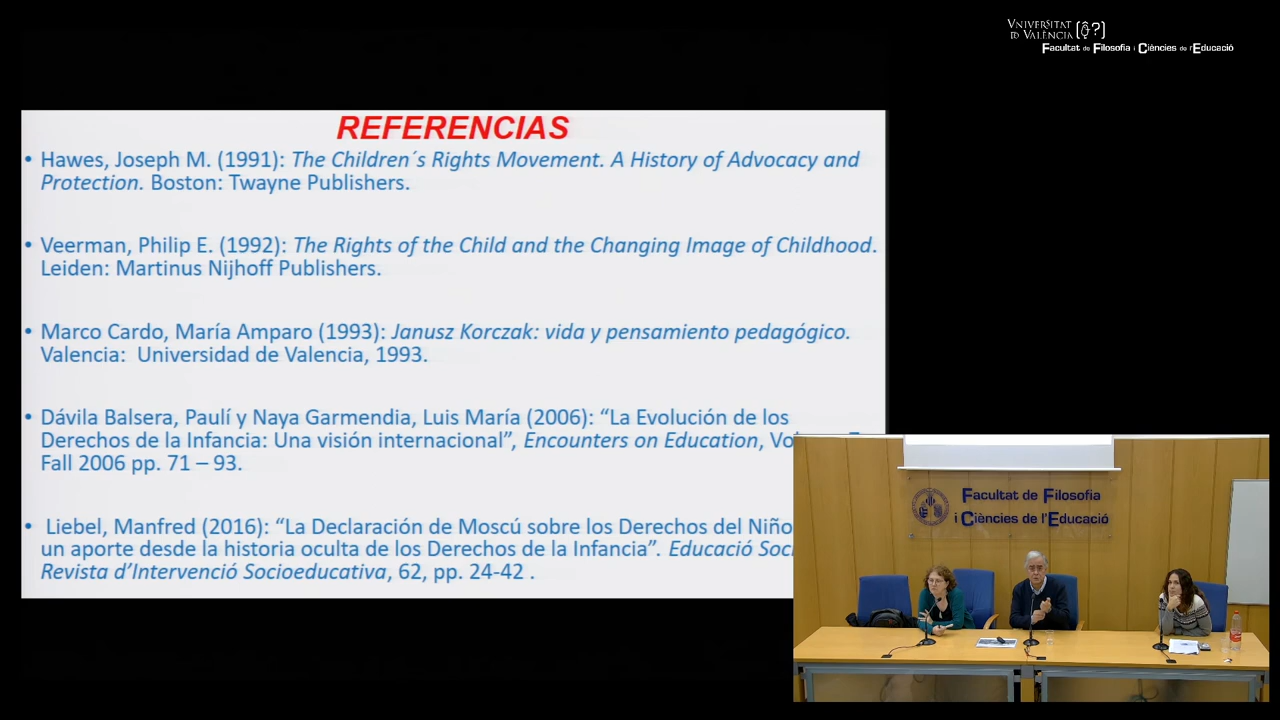 VNIVERSITAT
ID VALÈNCIA
Facultat de Filosofia i Ciències de l'Educació
REFERENCIAS
• Hawes, Joseph M. (1991): The Children´s Rights Movement. A History of Advocacy and
Protection. Boston: Twayne Publishers.
• Veerman, Philip E. (1992): The Rights of the Child and the Changing Image of Childhood.
Leiden: Martinus Nijhoff Publishers.
• Marco Cardo, María Amparo (1993): Janusz Korczak: vida y pensamiento pedagógico.
Valencia: Universidad de Valencia, 1993.
• Dávila Balsera, Paulí y Naya Garmendia, Luis María (2006): “La Evolución de los
Derechos de la Infancia: Una visión internacional”, Encounters on Education,
Fall 2006 pp. 71 – 93.
• Liebel, Manfred (2016): “La Declaración de Moscú sobre los Derechos del Niño
un aporte desde la historia oculta de los Derechos de la Infancia”. Educació
Revista d’Intervenció Socioeducativa, 62, pp. 24-42 .
Facultat de Filosofia
i Ciències de l'Educació